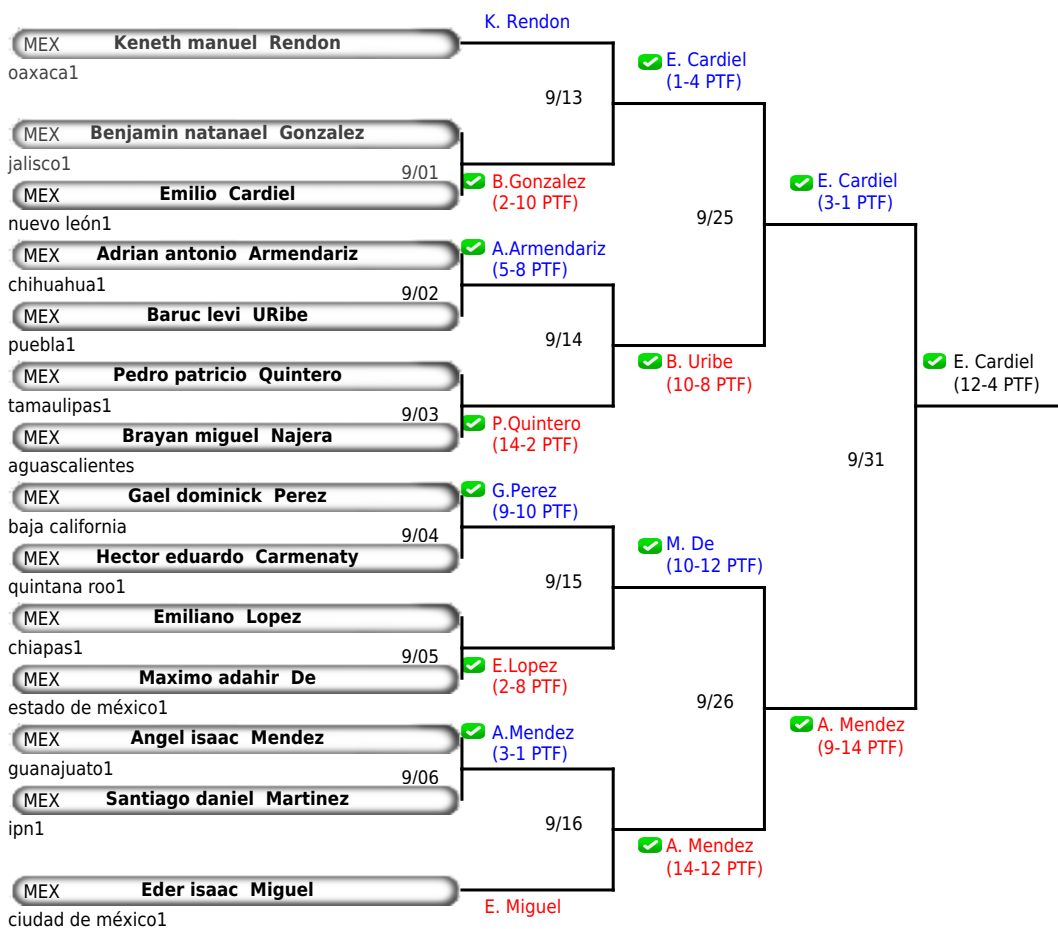 K. Rendon
MEX Keneth manuel Rendon
oaxaca1
E. Cardiel
(1-4 PTF)
9/13
MEX Benjamin natanael Gonzalez
jalisco1
9/01
MEX Emilio Cardiel
nuevo león1
B.Gonzalez
(2-10 PTF)
E. Cardiel
(3-1 PTF)
9/25
MEX Adrian antonio Armendariz
chihuahua1
A.Armendariz
(5-8 PTF)
9/02
MEX Baruc levi URibe
puebla1
9/14
B. Uribe
(10-8 PTF)
MEX Pedro patricio Quintero
tamaulipas1
9/03
MEX Brayan miguel Najera
aguascalientes
P.Quintero
(14-2 PTF)
E. Cardiel
(12-4 PTF)
9/31
MEX Gael dominick Perez
baja california
G.Perez
(9-10 PTF)
9/04
MEX Hector eduardo Carmenaty
quintana roo1
M. De
(10-12 PTF)
9/15
MEX Emiliano Lopez
chiapas1
9/05
MEX Maximo adahir De
estado de méxico1
E.Lopez
(2-8 PTF)
9/26
MEX Angel isaac Mendez
guanajuato1
A.Mendez
(3-1 PTF)
A. Mendez
(9-14 PTF)
9/06
MEX Santiago daniel Martinez
ipn1
9/16
A. Mendez
(14-12 PTF)
MEX Eder isaac Miguel
ciudad de méxico1
E. Miguel